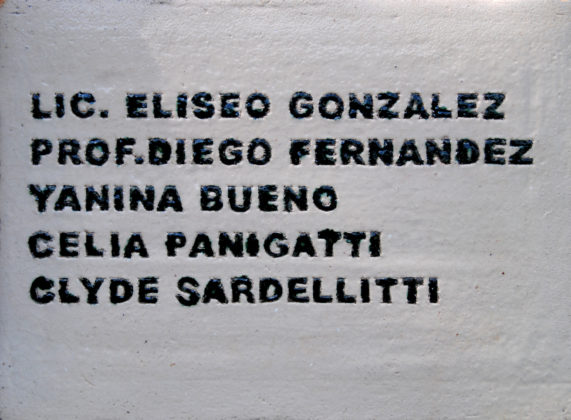 LIC. ELISEO GONZALEZ
PROF.DIEGO FERNANDEZ
YANINA BUENO
CELIA PANIGATTI
CLYDE SARDELLITTI